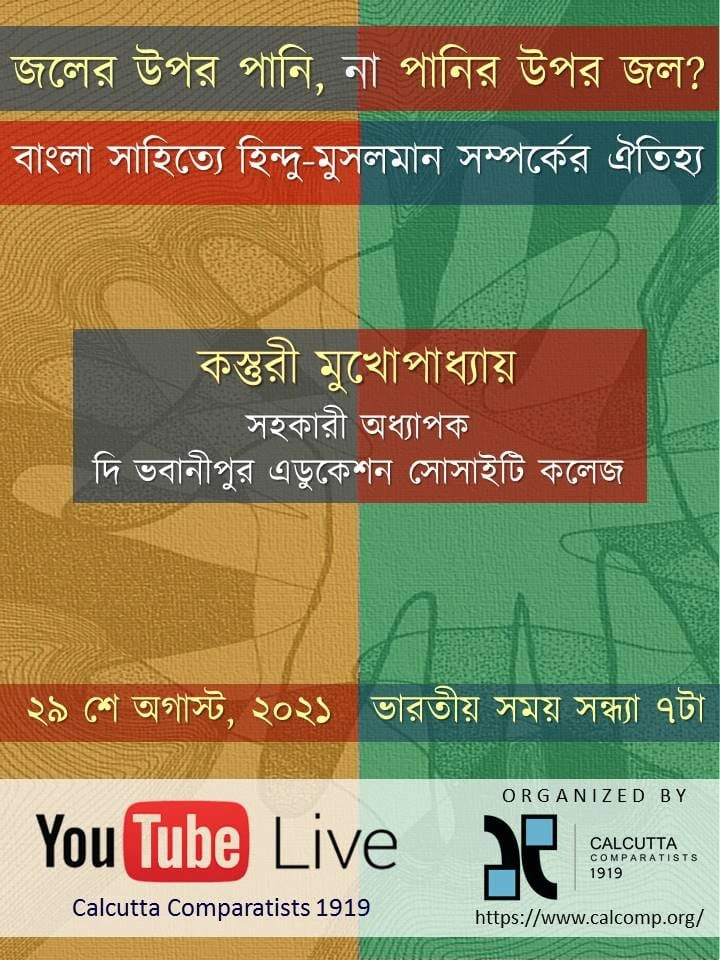 জলের উপর পানি, না পানির উপর জল?
বাংলা সাহিত্যে হিন্দু-মুসলমান সম্পর্কের ঐতিহ্য
কস্তুরী মুখোপাধ্যায়
সহকারী অধ্যাপক
দি ভবানীপুর এডুকেশন সোসাইটি কলেজ
২৯ শে অগাস্ট, ২০২১ ভারতীয় সময় সন্ধ্যা ৭টা
YouTube Live
Calcutta Comparatists 1919
ORGANIZED BY
CALCUTTA
COMPARATISTS
1919
https://www.calcomp.org/